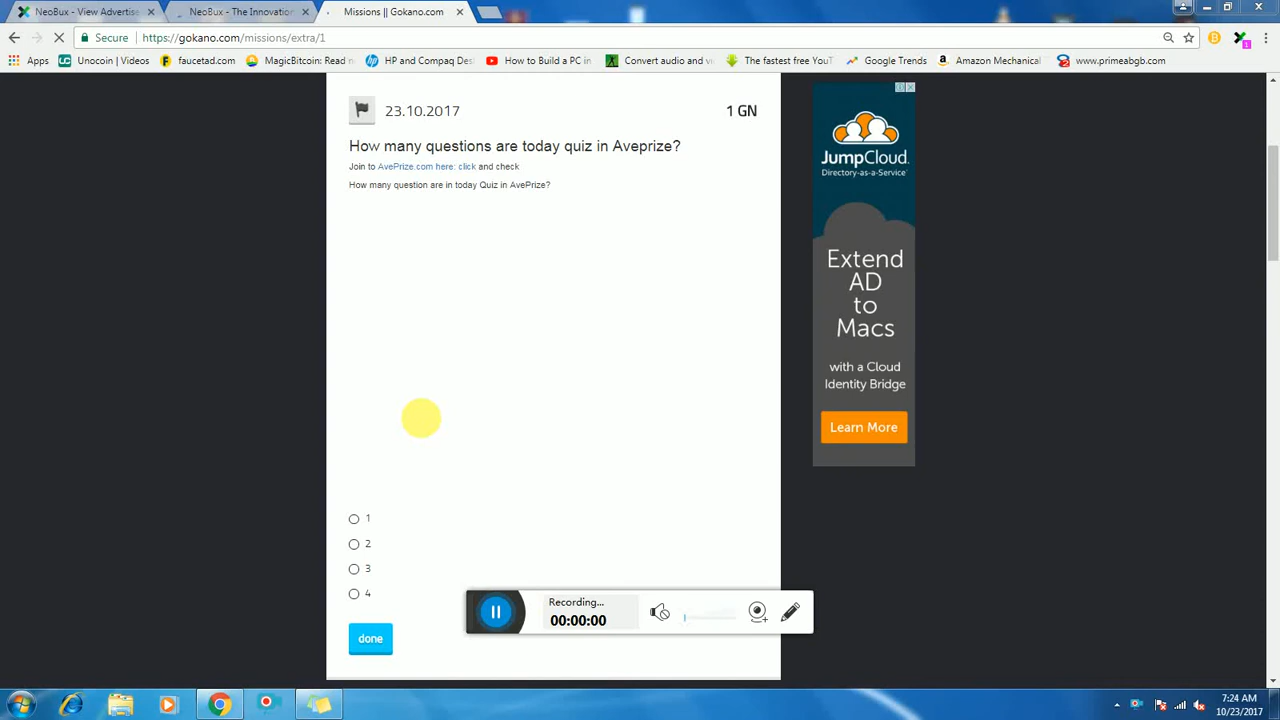 NeoBux - View Advertise
NeoBux - The Innovation
Missions || Gokano.com
Secure
https://gokano.com/missions/extra/1
Apps
Unocoin | Videos
faucetad.com
MagicBitcoin: Read n
HP and Compaq Des
How to Build a PC in
Convert audio and vi
The fastest free YouT
Google Trends
Amazon Mechanical
www.primeabgb.com
23.10.2017
1 GN
How many questions are today quiz in Aveprize?
Join to AvePrize.com here: click and check
How many question are in today Quiz in AvePrize?
1
2
3
4
done
JumpCloud.
Directory-as-a-Service®
Extend
AD
to
Macs
with a Cloud
Identity Bridge
Learn More
Recording...
00:00:00
7:24 AM
10/23/2017